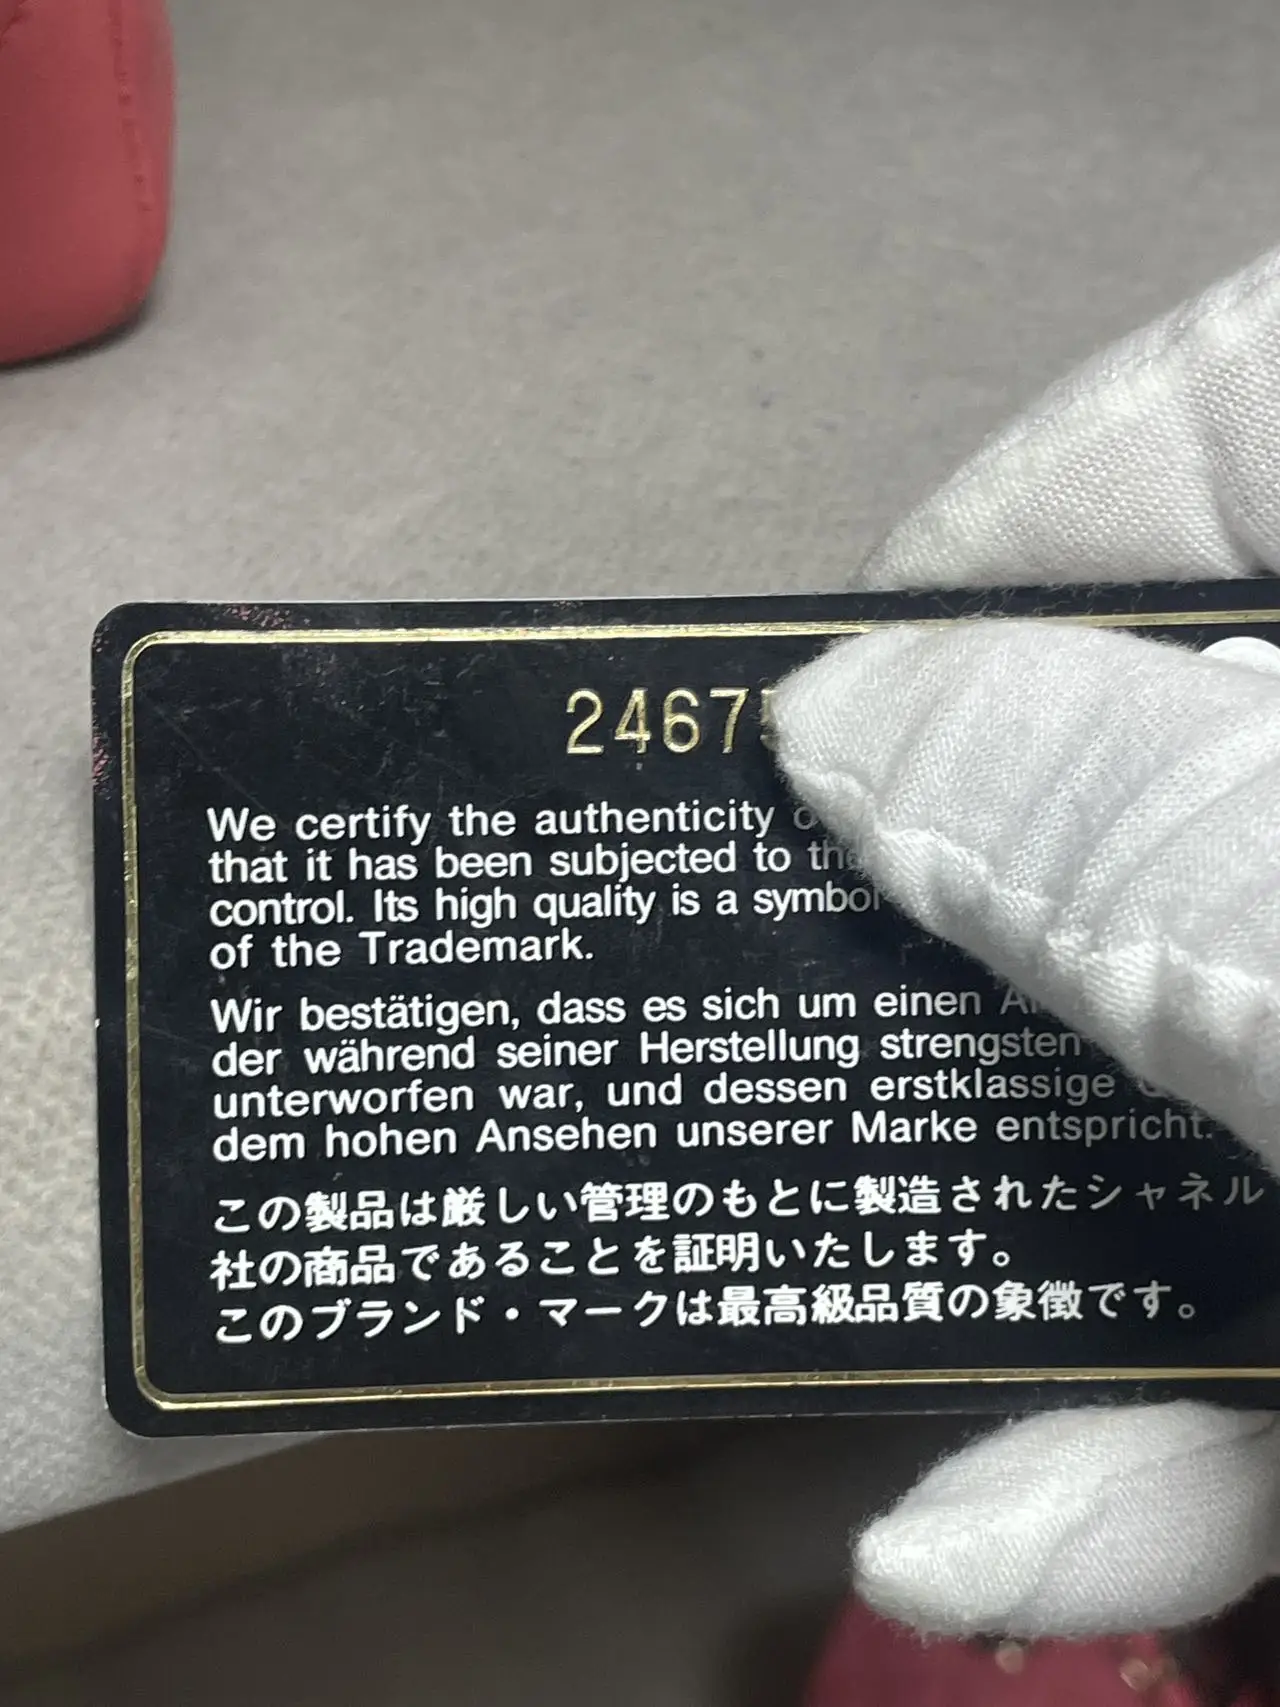 2467
We certify the authenticity
that it has been subjected to the
control. Its high quality is a symbol
of the Trademark.
Wir bestätigen, dass es sich um einen
der während seiner Herstellung strengsten
unterworfen war, und dessen erstklassige
dem hohen Ansehen unserer Marke entspricht.
この製品は厳しい管理のもとに製造されたシャネル
社の商品であることを証明いたします。
このブランド・マークは最高級品質の象徴です。